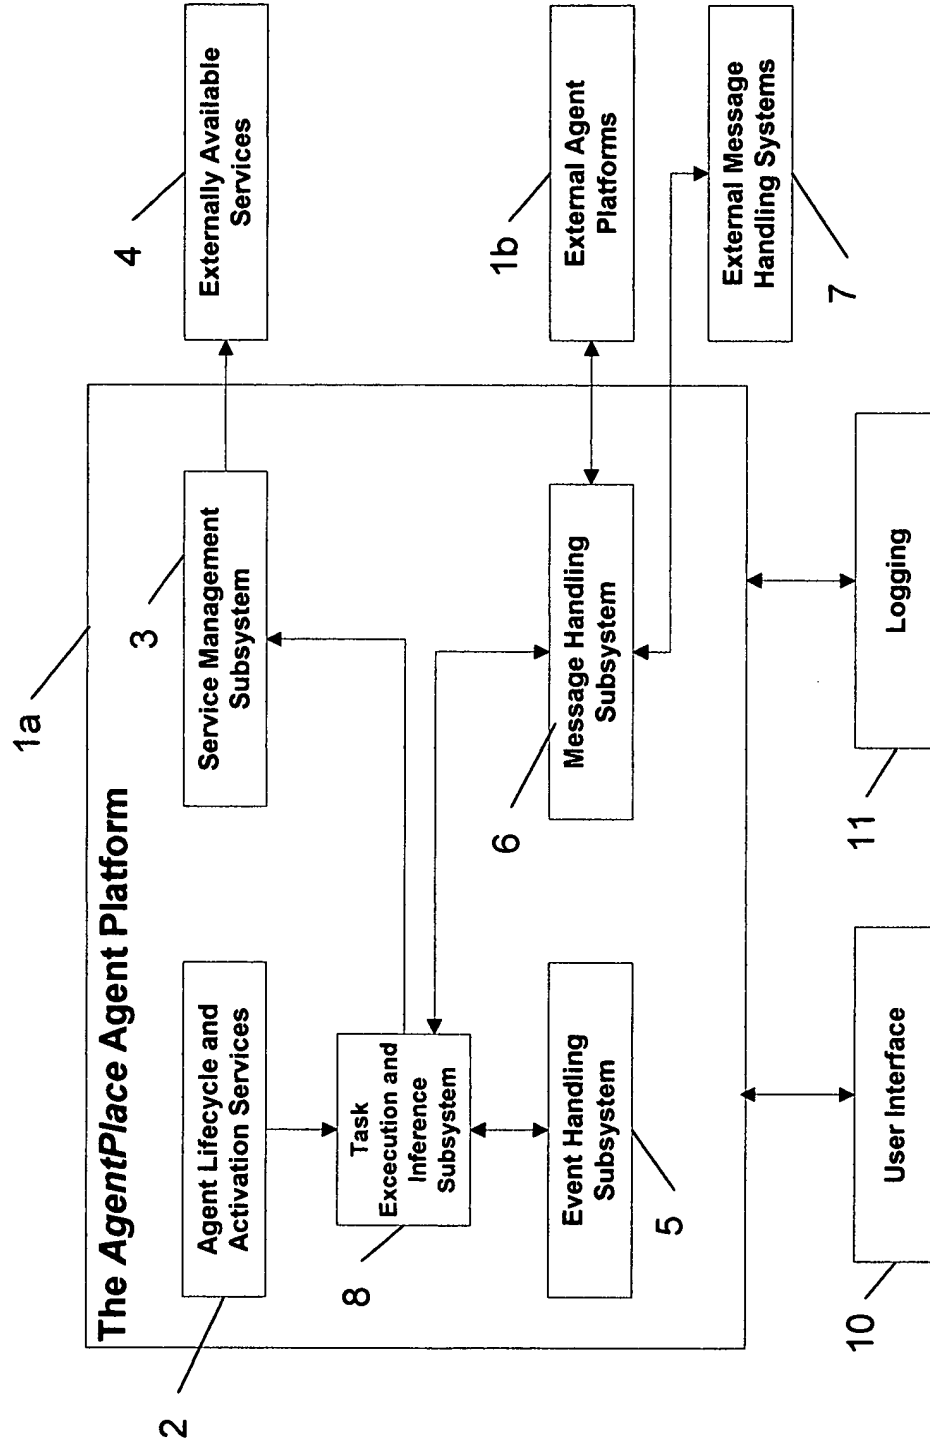 1a
The AgentPlace Agent Platform
2
Agent Lifecycle and
Activation Services
3
Service Management
Subsystem
4
Externally Available
Services
8
Task
Excecution and
Inference
Subsystem
5
Event Handling
Subsystem
6
Message Handling
Subsystem
1b
External Agent
Platforms
External Message
Handling Systems
7
10
User Interface
11
Logging